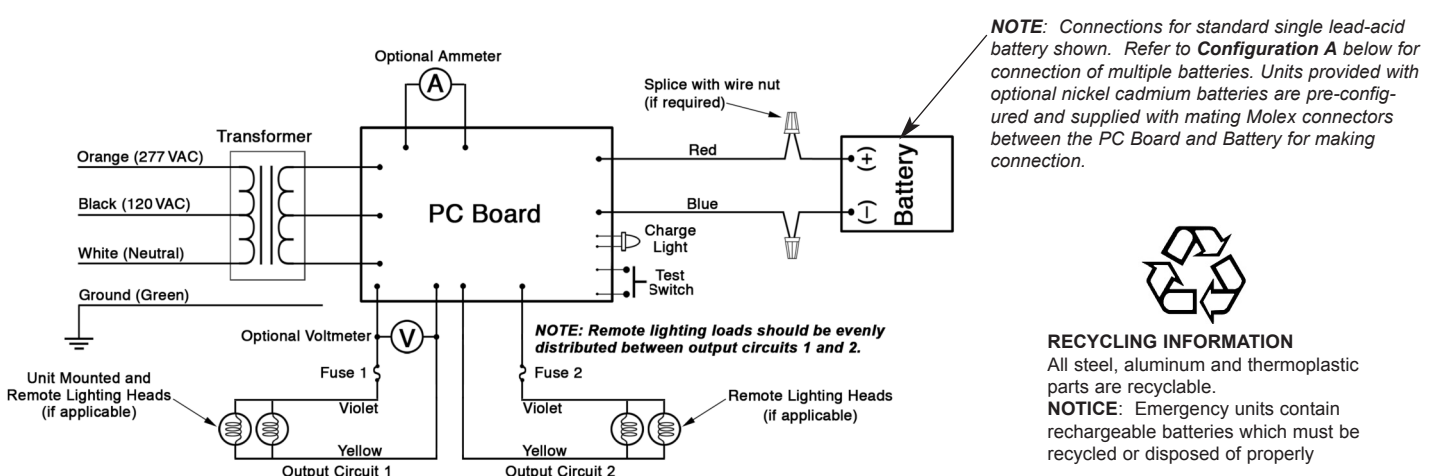 NOTE: Connections for standard single lead-acid
battery shown. Refer to Configuration A below for
connection of multiple batteries. Units provided with
optional nickel cadmium batteries are pre-config-
ured and supplied with mating Molex connectors
between the PC Board and Battery for making
connection.
Optional Ammeter
A
Splice with wire nut
(if required)
Transformer
Orange (277 VAC)
Black (120 VAC)
White (Neutral)
Ground (Green)
PC Board
Red
Blue
(+)
(−)
Battery
Charge
Light
Test
Switch
Optional Voltmeter
V
NOTE: Remote lighting loads should be evenly
distributed between output circuits 1 and 2.
Fuse 1
Fuse 2
Unit Mounted and
Remote Lighting Heads
(if applicable)
Violet
Yellow
Output Circuit 1
Violet
Yellow
Output Circuit 2
Remote Lighting Heads
(if applicable)
RECYCLING INFORMATION
All steel, aluminum and thermoplastic
parts are recyclable.
NOTICE: Emergency units contain
rechargeable batteries which must be
recycled or disposed of properly